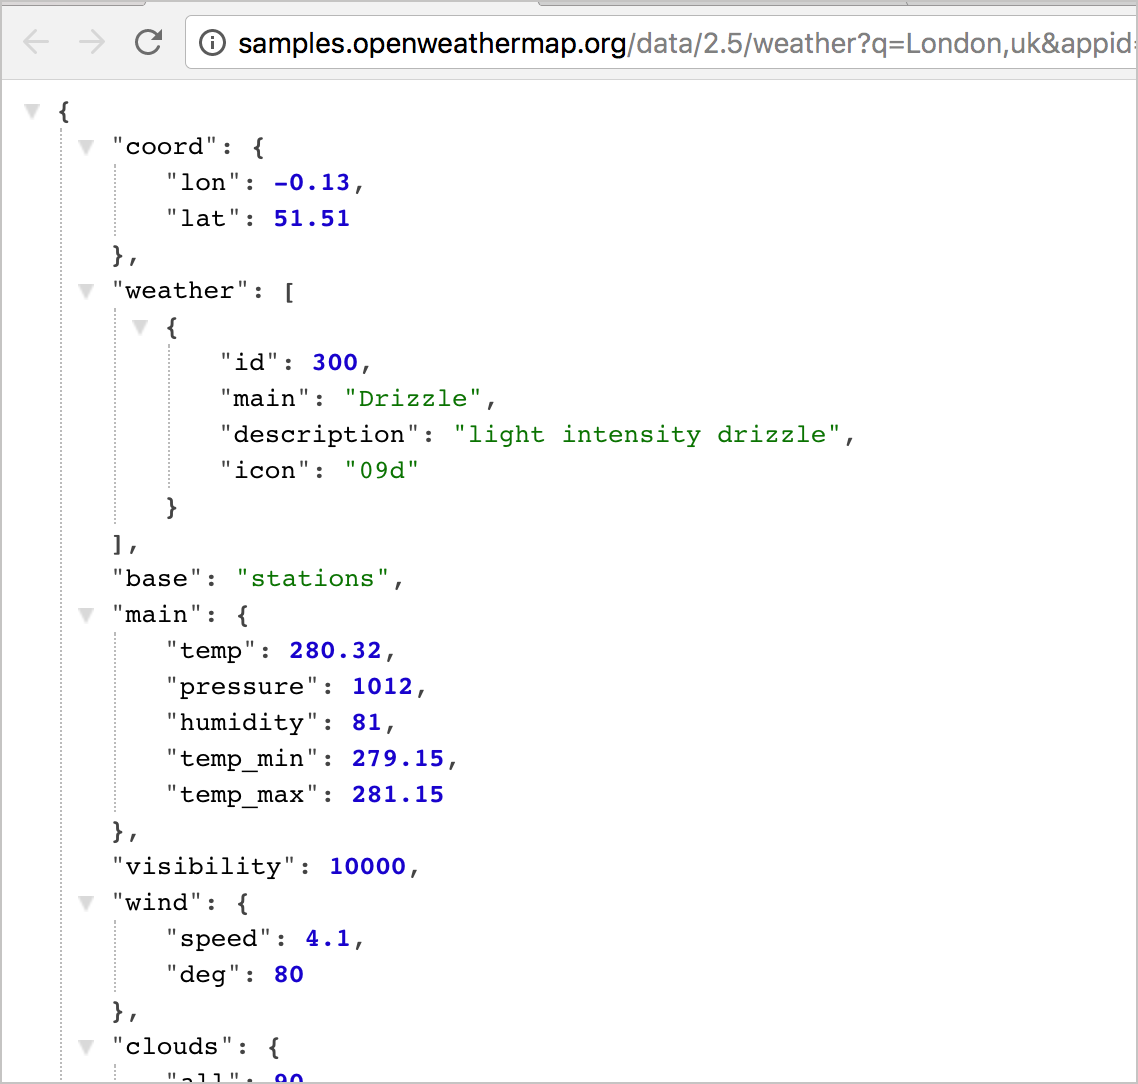 samples.openweathermap.org/data/2.5/weather?q=London,uk&appid=
{
"coord": {
"lon": -0.13,
"lat": 51.51
},
"weather": [
{
"id": 300,
"main": "Drizzle",
"description": "light intensity drizzle",
"icon": "09d"
}
],
"base": "stations",
"main": {
"temp": 280.32,
"pressure": 1012,
"humidity": 81,
"temp_min": 279.15,
"temp_max": 281.15
},
"visibility": 10000,
"wind": {
"speed": 4.1,
"deg": 80
},
"clouds": {
"all": 90